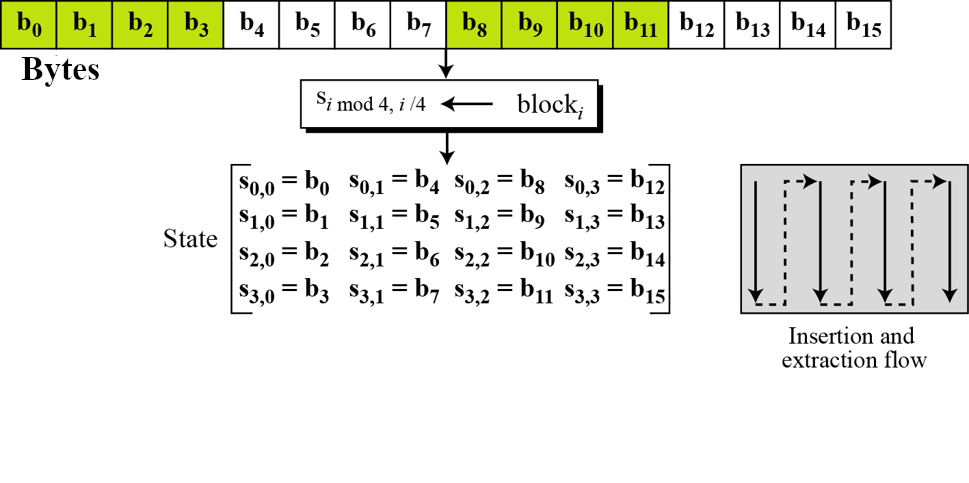 b0 b1 b2 b3 b4 b5 b6 b7 b8 b9 b10 b11 b12 b13 b14 b15
Bytes
si mod 4, i /4 ← blocki
s0,0 = b0 s0,1 = b4 s0,2 = b8 s0,3 = b12
s1,0 = b1 s1,1 = b5 s1,2 = b9 s1,3 = b13
State
s2,0 = b2 s2,1 = b6 s2,2 = b10 s2,3 = b14
s3,0 = b3 s3,1 = b7 s3,2 = b11 s3,3 = b15
Insertion and
extraction flow